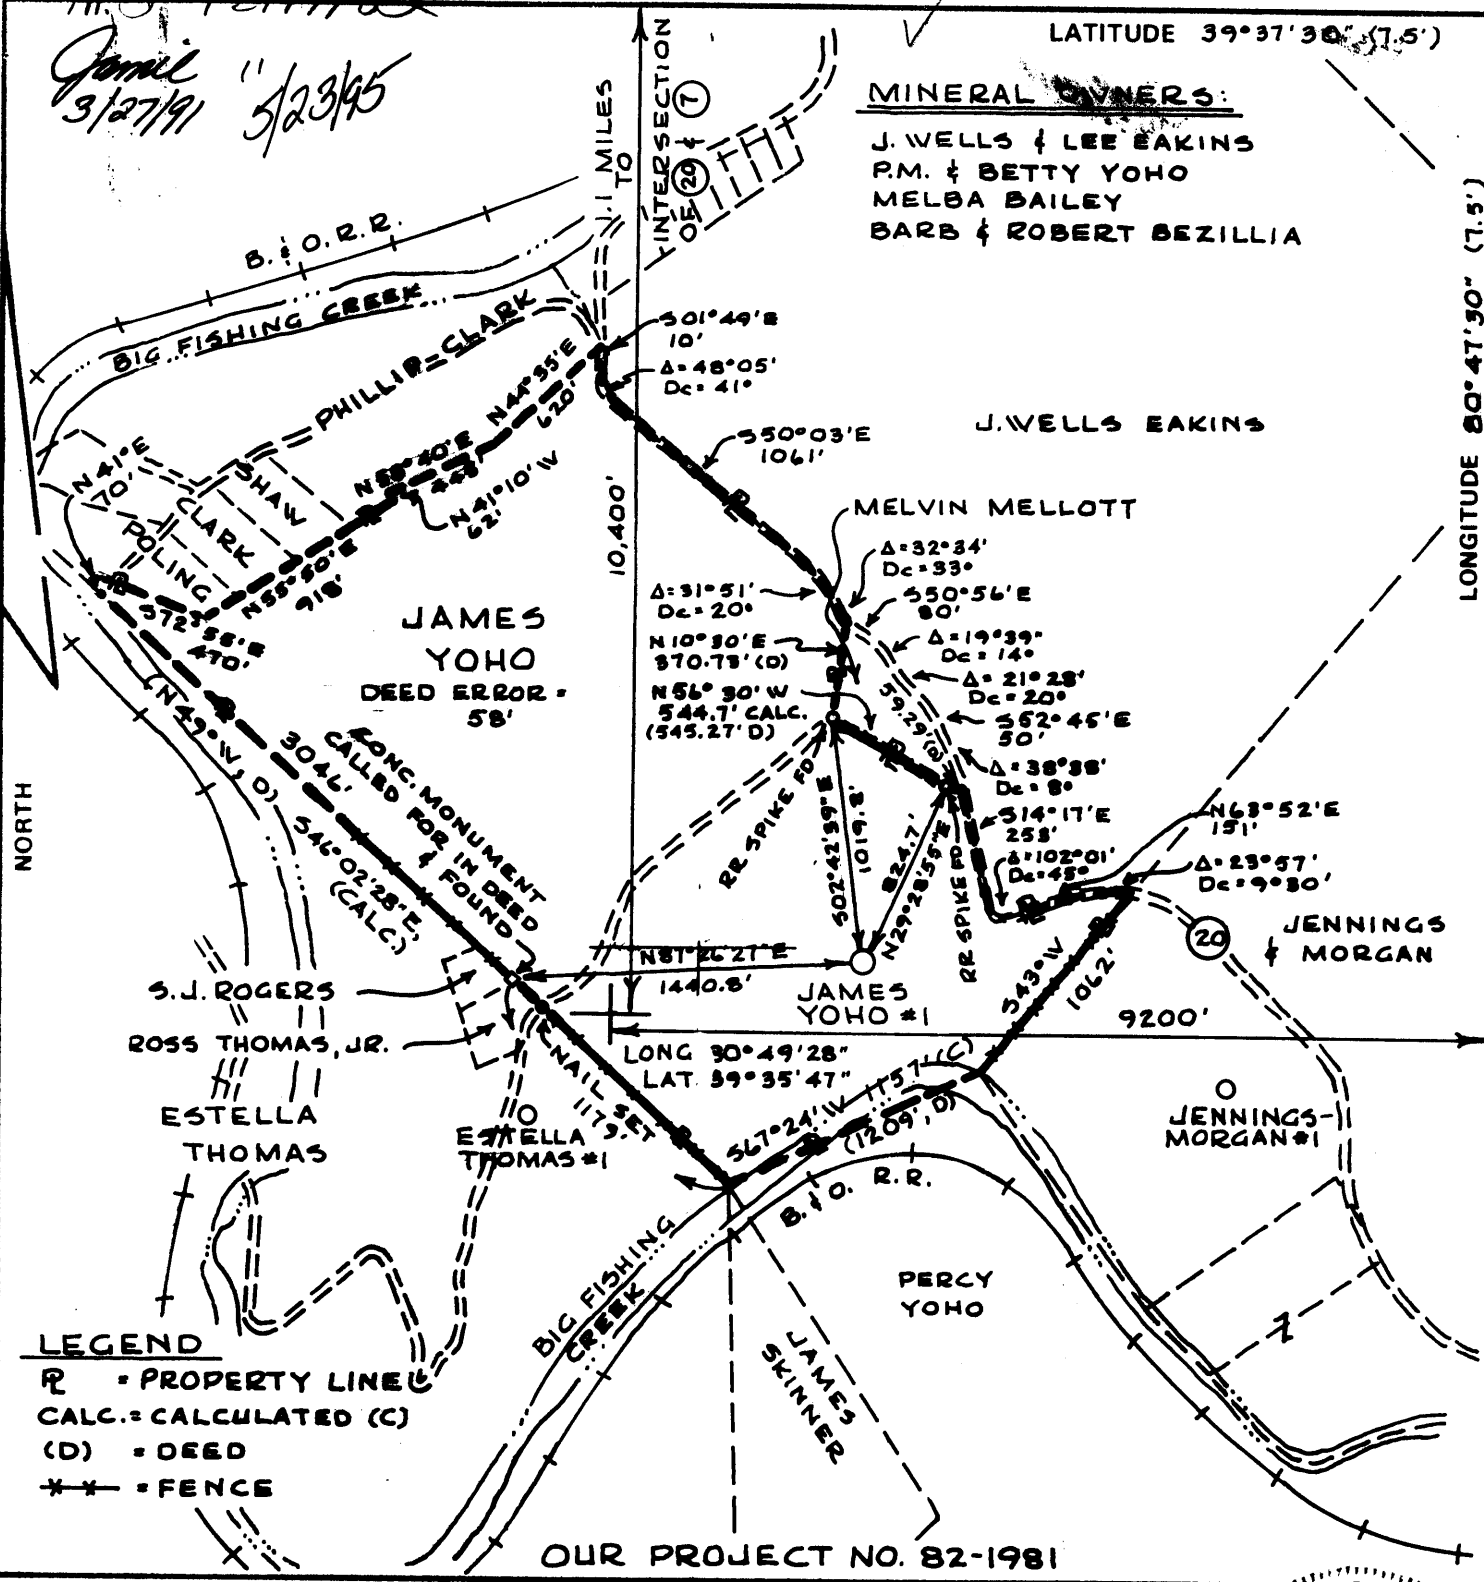 Jamie
3/27/91
" 5/23/95
LATITUDE 39°37'30" (7.5')
LONGITUDE 80°47'30" (7.5')
MINERAL OWNERS:
J. WELLS & LEE EAKINS
P.M. & BETTY YOHO
MELBA BAILEY
BARB & ROBERT BEZILLIA
1.1 MILES
TO
INTERSECTION
OF 20 & 7
B. & O. R.R.
BIG FISHING CREEK
PHILLIP CLARK
S01°49'E
10'
Δ=48°05'
Dc=41°
N44°35'E
620'
S50°03'E
1061'
J. WELLS EAKINS
N41°E
70'
SHAW
CLARK
POLING
N58°40'E
448'
N41°10'W
62'
N55°50'E
918'
S72°55'E
470'
10,400'
MELVIN MELLOTT
Δ=32°34'
Dc=33°
Δ=31°51'
Dc=20°
S50°56'E
80'
JAMES
YOHO
DEED ERROR =
58'
N10°30'E
370.73' (D)
Δ=19°39"
Dc=14°
Δ=21°28'
Dc=20°
N56°30'W
544.7' CALC.
(545.27' D)
59.29' (D)
S52°45'E
50'
Δ=38°38'
Dc=8°
S14°17'E
253'
N63°52'E
151'
Δ=102°01'
Dc=45°
Δ=23°57'
Dc=9°30'
NORTH
(N49°W, D)
3046'
S46°02'28"E,
(CALC.)
CONC. MONUMENT
CALLED FOR IN DEED
& FOUND
RR SPIKE FD
S02°42'39"E
1019.2'
824.7'
N29°28'55"E
RR SPIKE FD
20
JENNINGS
& MORGAN
S43°W
1062'
N87°26'27"E
1440.8'
JAMES
YOHO #1
9200'
S.J. ROGERS
ROSS THOMAS, JR.
LONG 80°49'28"
LAT. 39°35'47"
NAIL SET
1179.'
ESTELLA
THOMAS
ESTELLA
THOMAS #1
S67°24'W 1157' (C)
(1209', D)
JENNINGS-
MORGAN #1
B. & O. R.R.
BIG FISHING
CREEK
PERCY
YOHO
JAMES
SKINNER
LEGEND
PL = PROPERTY LINE
CALC. = CALCULATED (C)
(D) = DEED
-x-x- = FENCE
OUR PROJECT NO. 82-1981